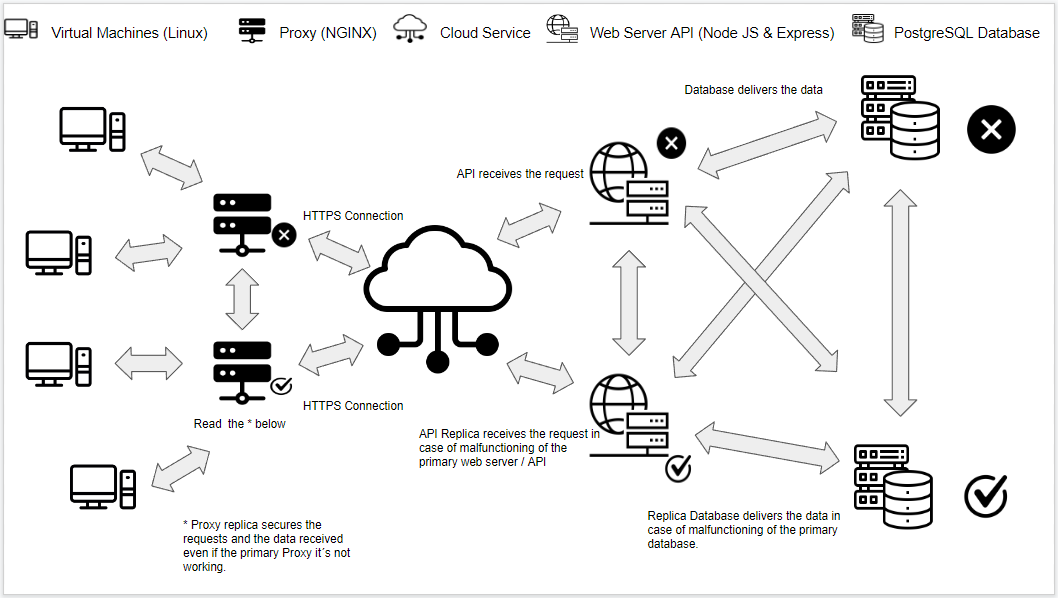 Virtual Machines (Linux)
Proxy (NGINX)
Cloud Service
Web Server API (Node JS & Express)
PostgreSQL Database
Database delivers the data
API receives the request
HTTPS Connection
HTTPS Connection
Read the * below
API Replica receives the request in
case of malfunctioning of the
primary web server / API
Replica Database delivers the data in
case of malfunctioning of the primary
database.
* Proxy replica secures the
requests and the data received
even if the primary Proxy it´s not
working.